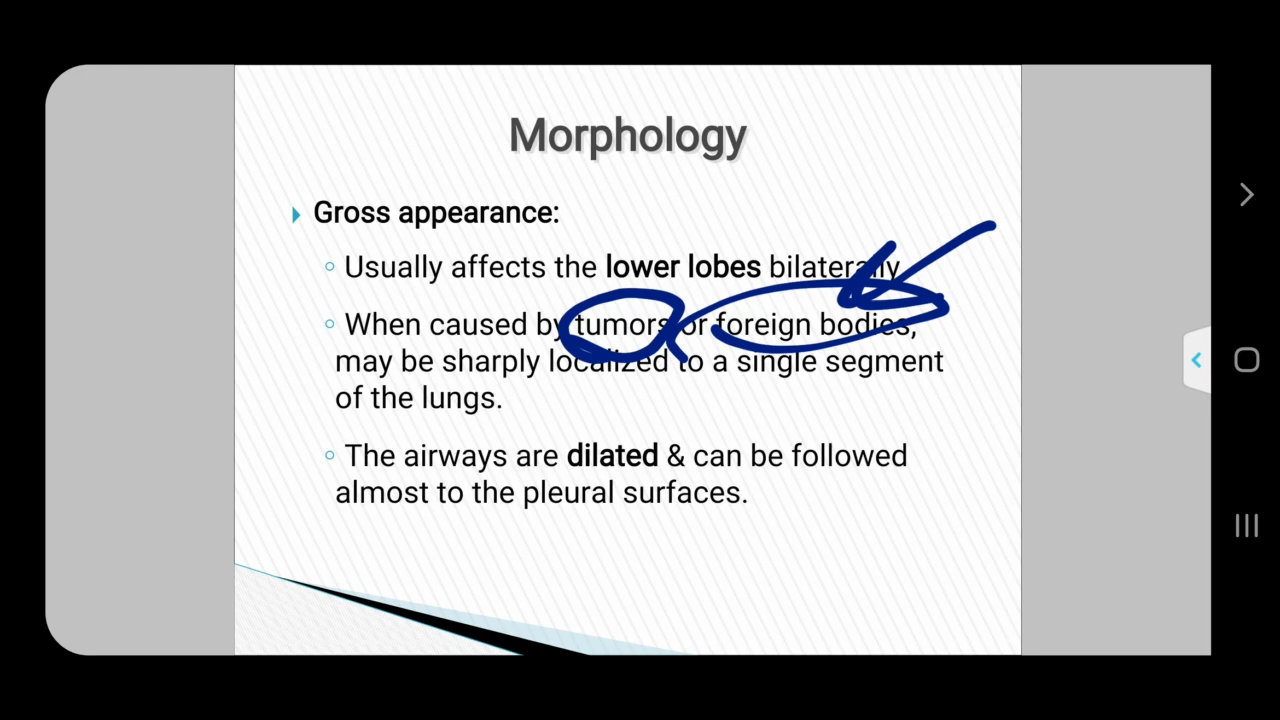 Morphology
Gross appearance:
Usually affects the lower lobes bilaterally
When caused by tumors or foreign bodies,
may be sharply localized to a single segment
of the lungs.
The airways are dilated & can be followed
almost to the pleural surfaces.